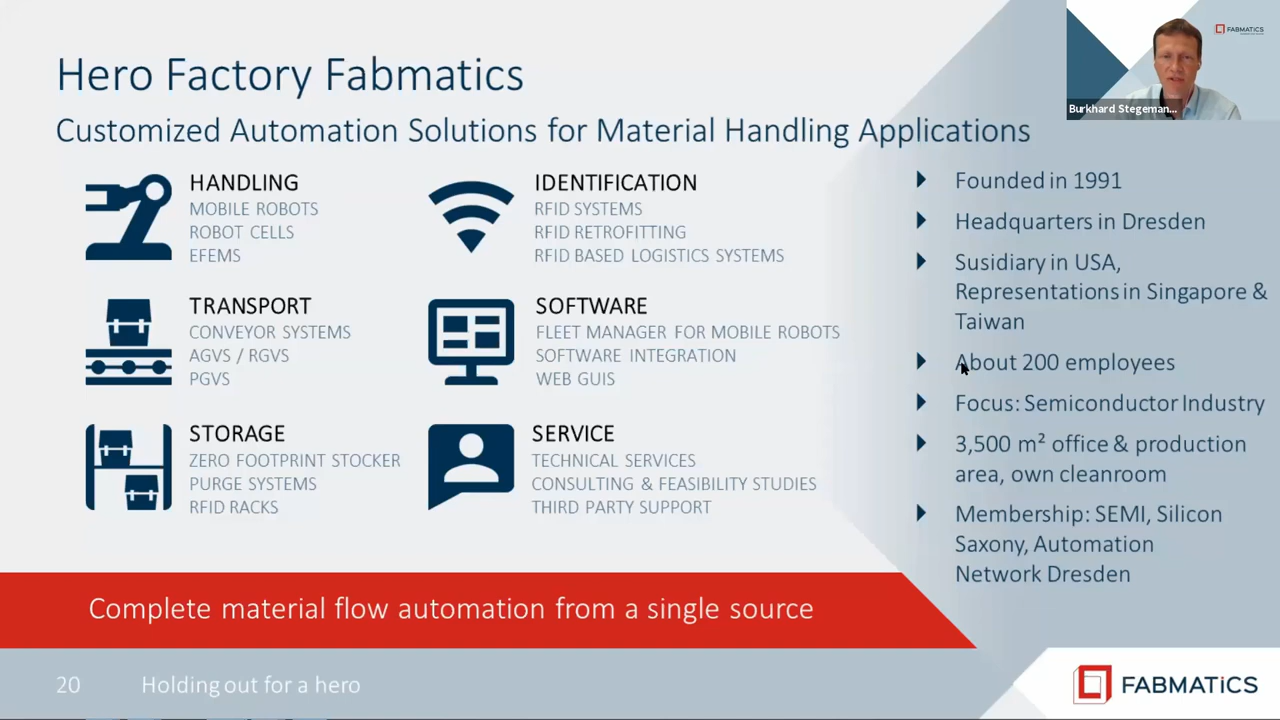 Hero Factory Fabmatics
Customized Automation Solutions for Material Handling Applications
HANDLING
MOBILE ROBOTS
ROBOT CELLS
EFEMS
IDENTIFICATION
RFID SYSTEMS
RFID RETROFITTING
RFID BASED LOGISTICS SYSTEMS
TRANSPORT
CONVEYOR SYSTEMS
AGVS / RGVS
PGVS
SOFTWARE
FLEET MANAGER FOR MOBILE ROBOTS
SOFTWARE INTEGRATION
WEB GUIS
STORAGE
ZERO FOOTPRINT STOCKER
PURGE SYSTEMS
RFID RACKS
SERVICE
TECHNICAL SERVICES
CONSULTING & FEASIBILITY STUDIES
THIRD PARTY SUPPORT
Founded in 1991
Headquarters in Dresden
Susidiary in USA,
Representations in Singapore &
Taiwan
About 200 employees
Focus: Semiconductor Industry
3,500 m² office & production
area, own cleanroom
Membership: SEMI, Silicon
Saxony, Automation
Network Dresden
Complete material flow automation from a single source
20 Holding out for a hero
FABMATiCS
FABMATICS
Burkhard Stegeman...